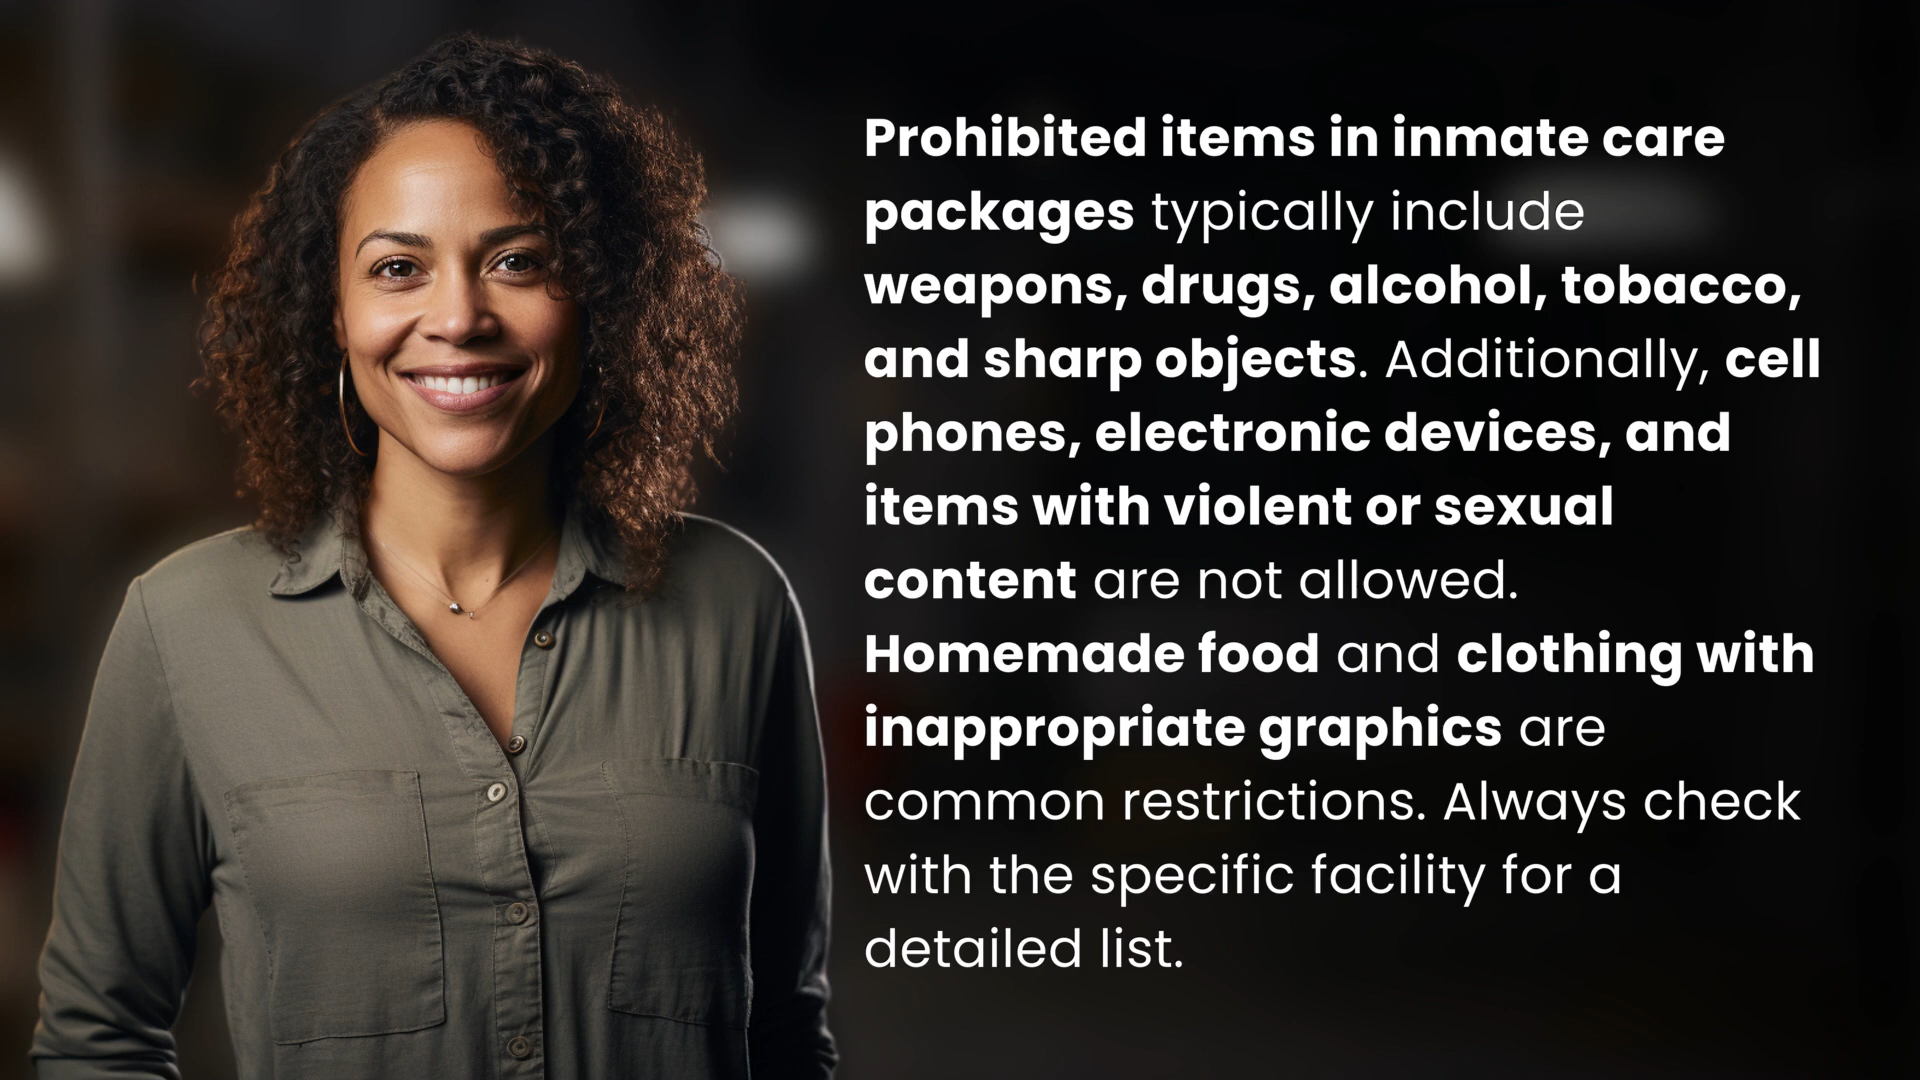 Prohibited items in inmate care
packages typically include
weapons, drugs, alcohol, tobacco,
and sharp objects. Additionally, cell
phones, electronic devices, and
items with violent or sexual
content are not allowed.
Homemade food and clothing with
inappropriate graphics are
common restrictions. Always check
with the specific facility for a
detailed list.